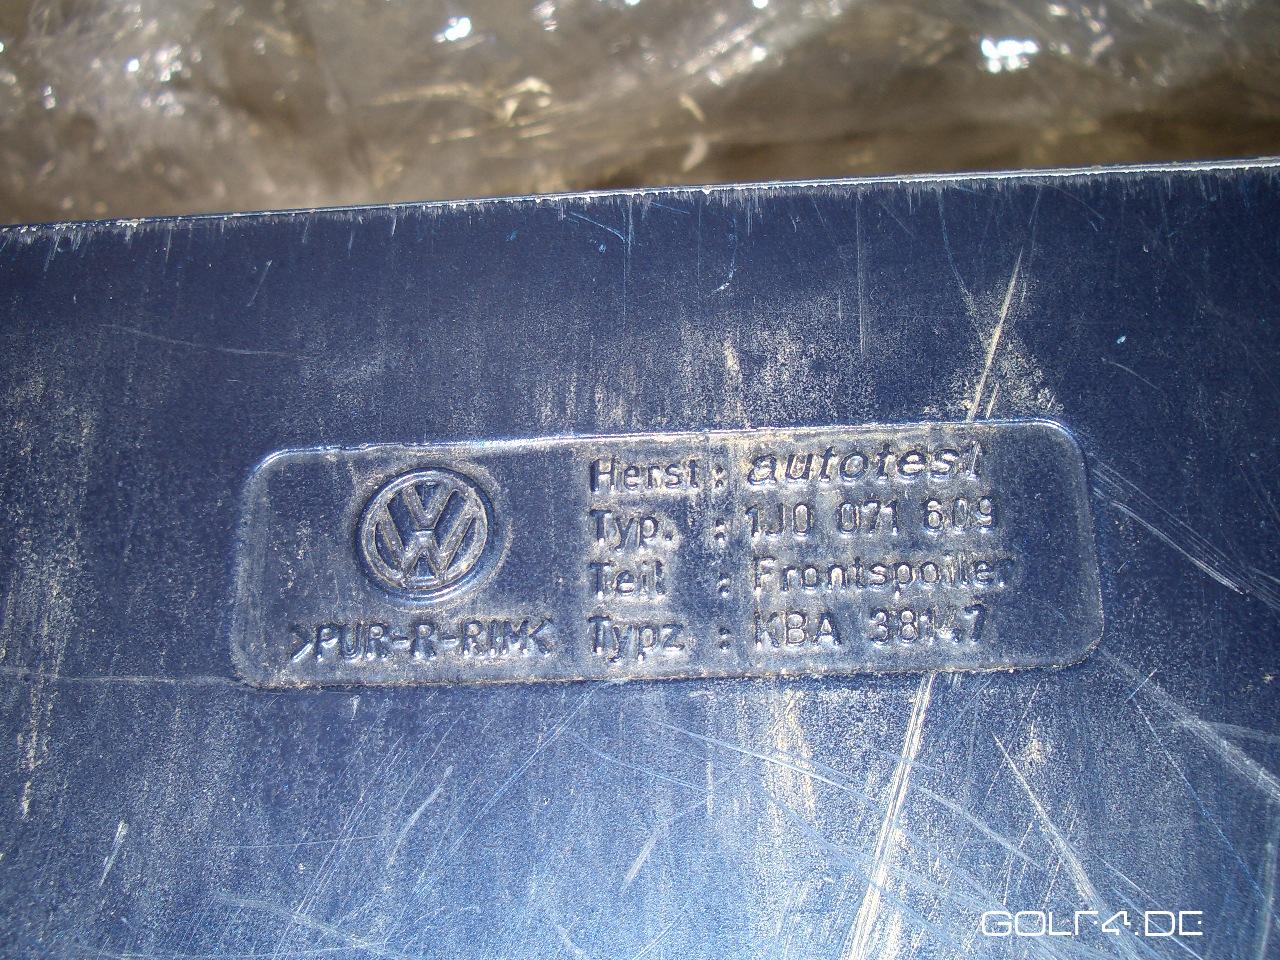 Herst: autotest
Typ. : 1J0 071 609
Teil : Frontspoiler
>PUR-R-RIM< Typz : KBA 38147
GOLF4.DE